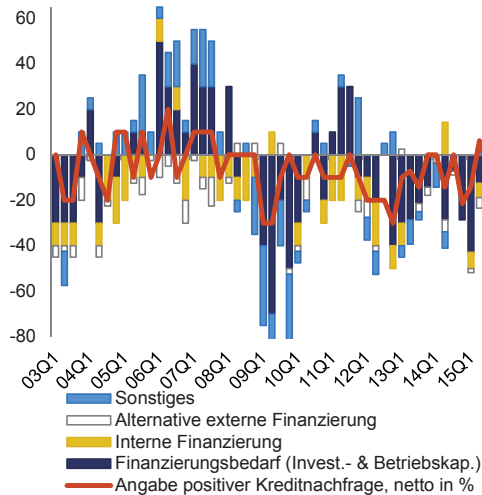 60
40
20
0
-20
-40
-60
-80
03Q1
04Q1
05Q1
06Q1
07Q1
08Q1
09Q1
10Q1
11Q1
12Q1
13Q1
14Q1
15Q1
Sonstiges
Alternative externe Finanzierung
Interne Finanzierung
Finanzierungsbedarf (Invest.- & Betriebskap.)
Angabe positiver Kreditnachfrage, netto in %